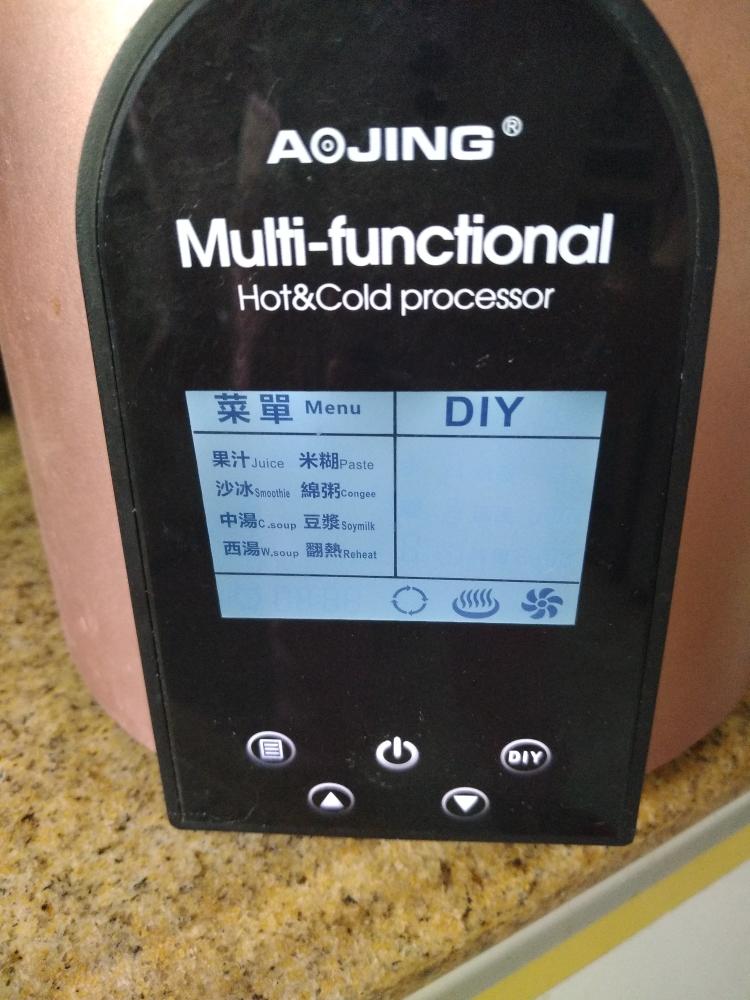 AOJING®
Multi-functional
Hot&Cold processor
菜單 Menu DIY
果汁Juice 米糊Paste
沙冰Smoothie 綿粥Congee
中湯C.soup 豆漿Soymilk
西湯W.soup 翻熱Reheat
DIY